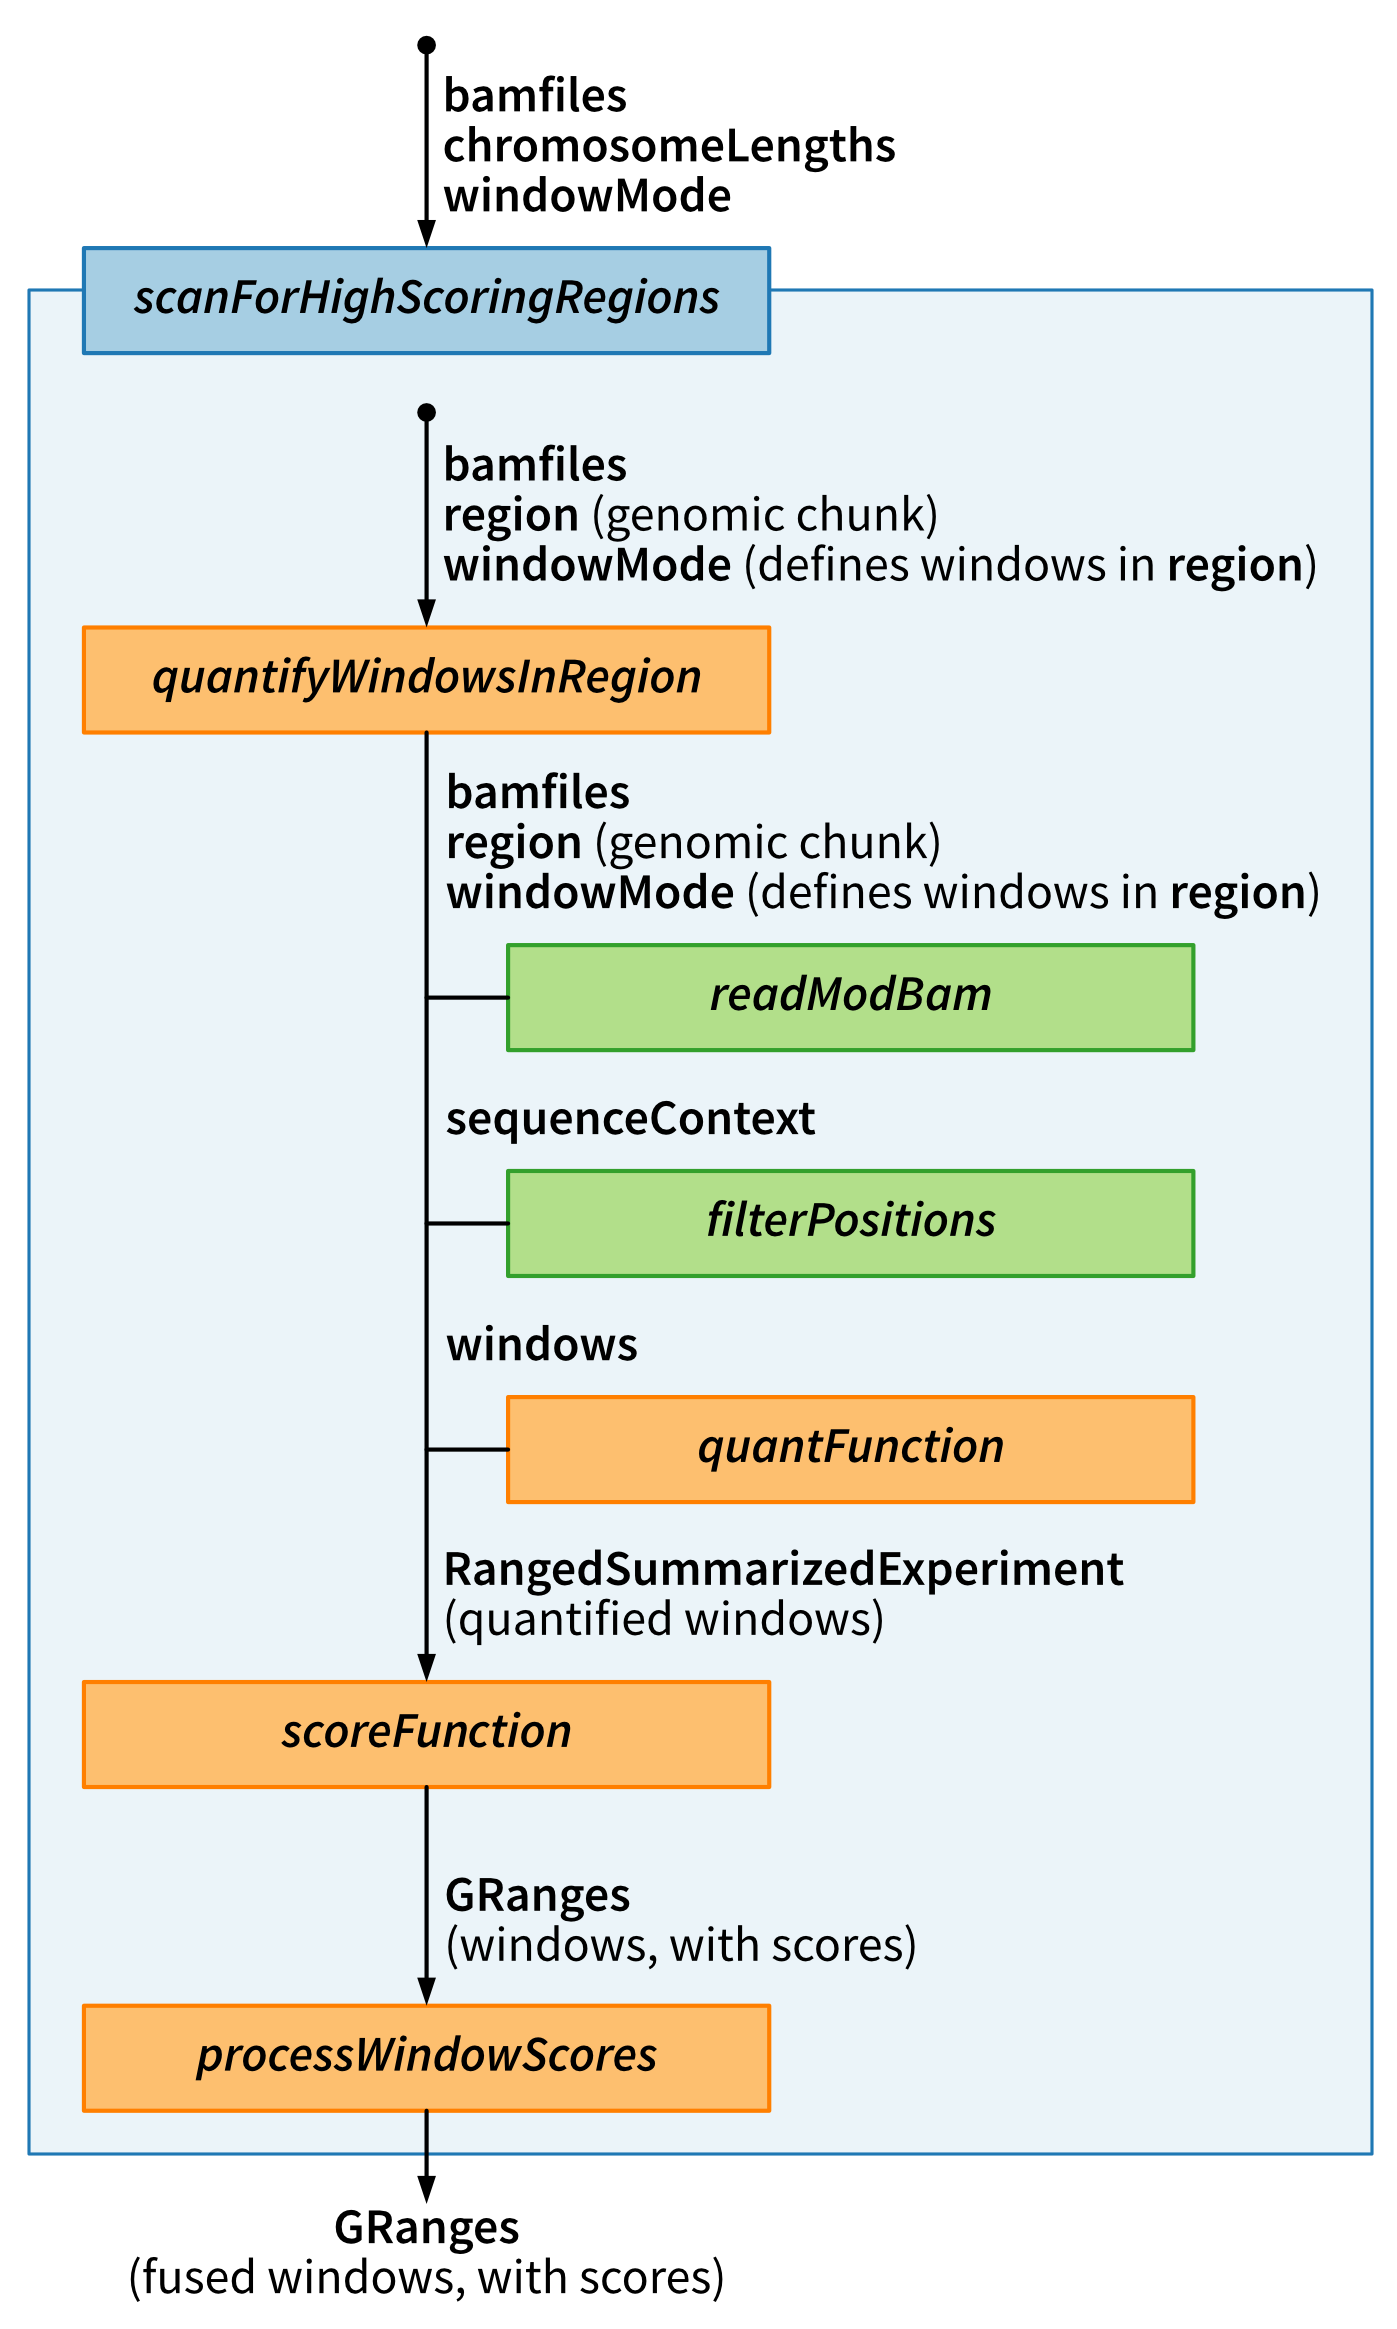 bamfiles
chromosomeLengths
windowMode
scanForHighScoringRegions
bamfiles
region (genomic chunk)
windowMode (defines windows in region)
quantifyWindowsInRegion
bamfiles
region (genomic chunk)
windowMode (defines windows in region)
readModBam
sequenceContext
filterPositions
windows
quantFunction
RangedSummarizedExperiment
(quantified windows)
scoreFunction
GRanges
(windows, with scores)
processWindowScores
GRanges
(fused windows, with scores)